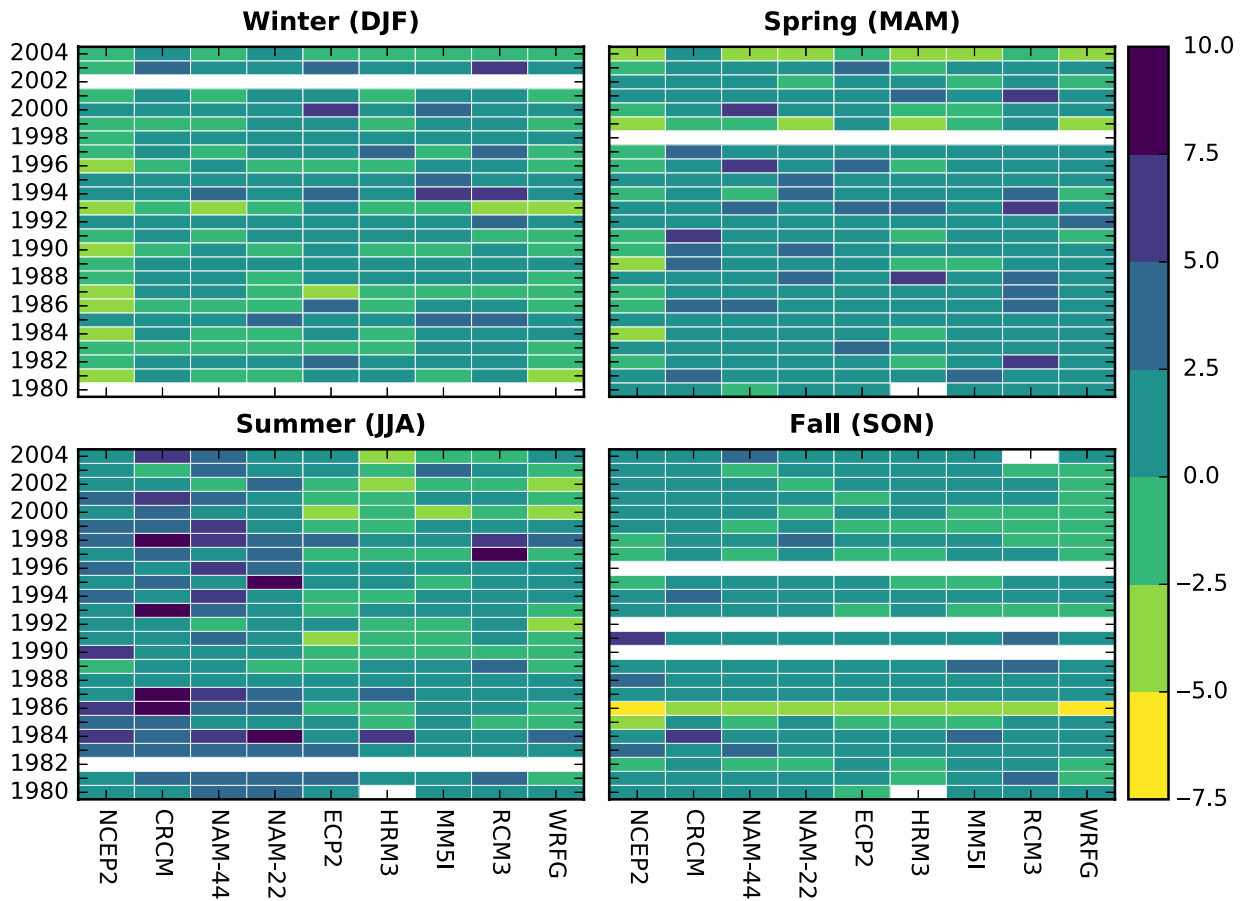 Winter (DJF)
Spring (MAM)
2004
2002
2000
1998
1996
1994
1992
1990
1988
1986
1984
1982
1980
Summer (JJA)
Fall (SON)
2004
2002
2000
1998
1996
1994
1992
1990
1988
1986
1984
1982
1980
NCEP2
CRCM
NAM-44
NAM-22
ECP2
HRM3
MM5I
RCM3
WRFG
NCEP2
CRCM
NAM-44
NAM-22
ECP2
HRM3
MM5I
RCM3
WRFG
10.0
7.5
5.0
2.5
0.0
−2.5
−5.0
−7.5